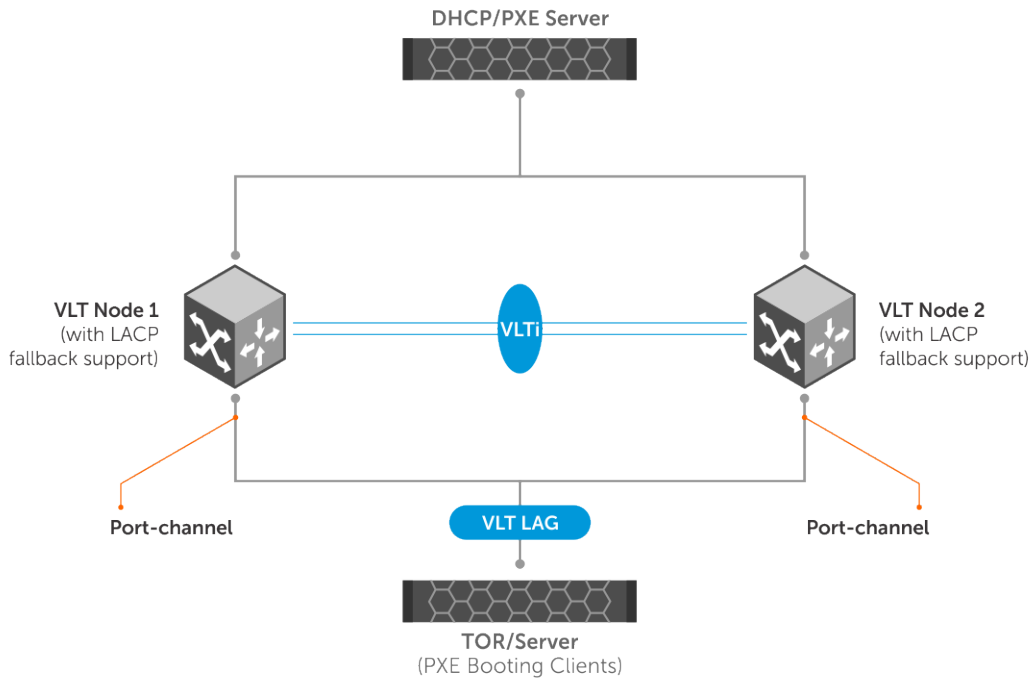 DHCP/PXE Server
VLT Node 1
(with LACP
fallback support)
VLTi
VLT Node 2
(with LACP
fallback support)
Port-channel
VLT LAG
Port-channel
TOR/Server
(PXE Booting Clients)